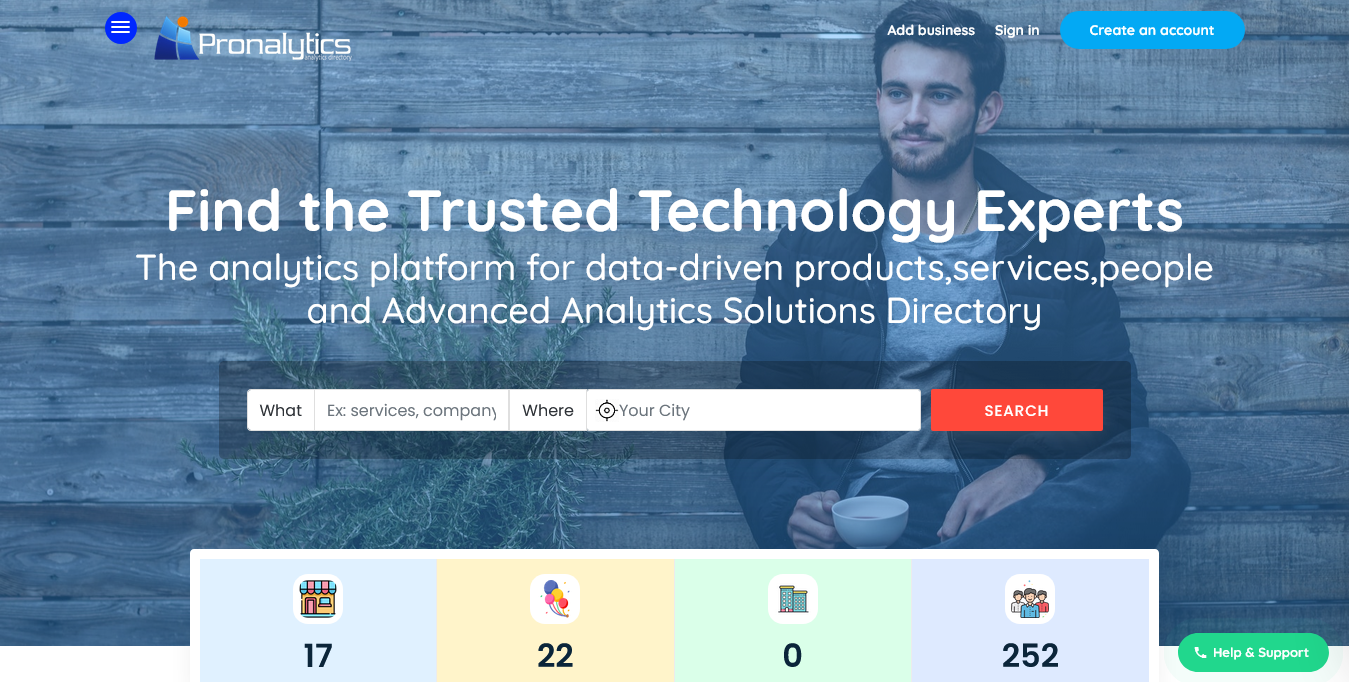 Pronalytics
analytics directory
Add business
Sign in
Create an account
Find the Trusted Technology Experts
The analytics platform for data-driven products,services,people
and Advanced Analytics Solutions Directory
What
Ex: services, company
Where
Your City
SEARCH
17
22
0
252
Help & Support